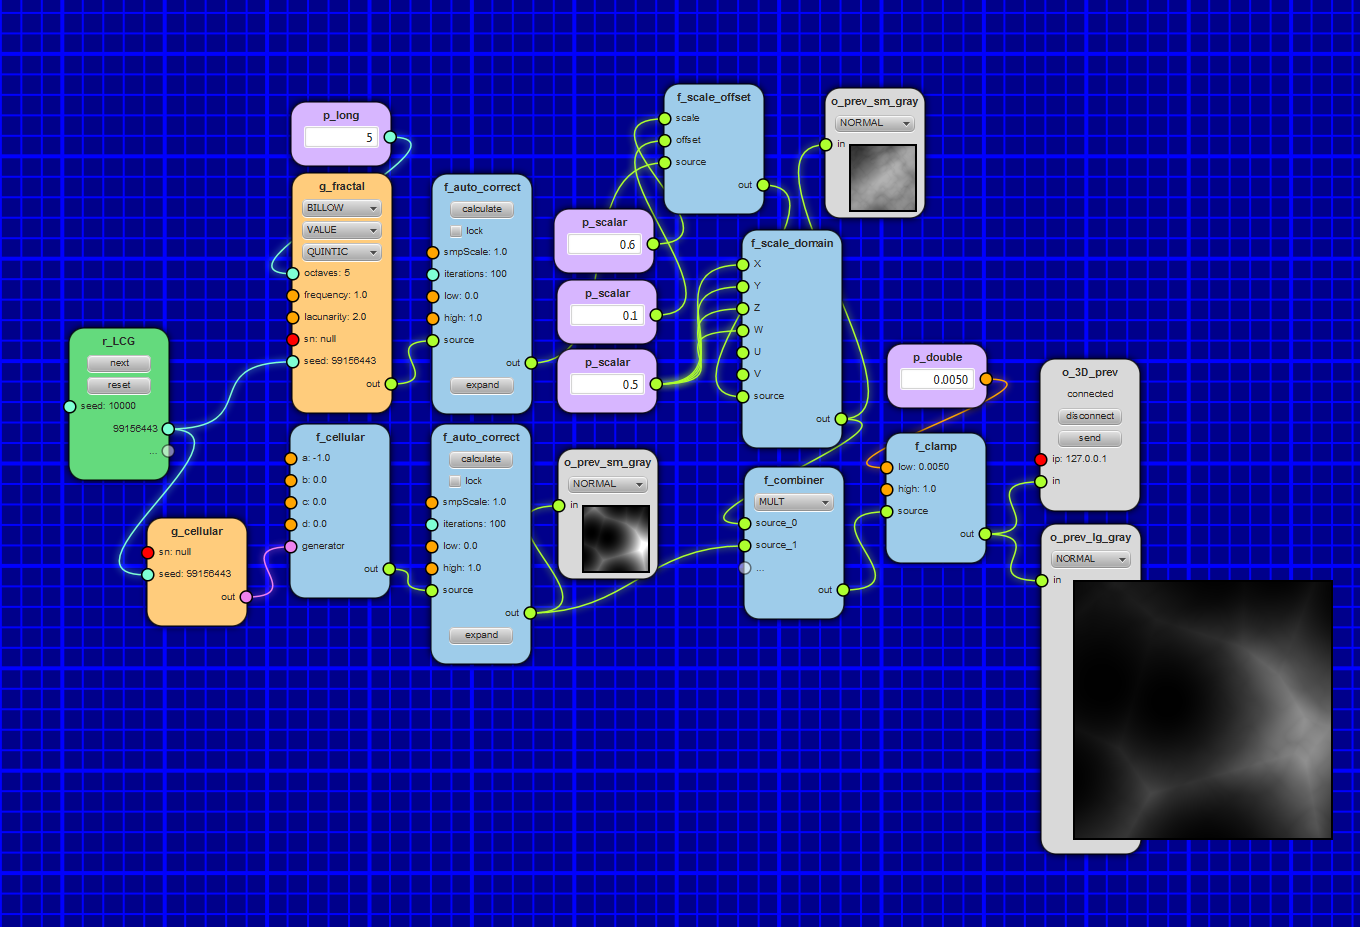 p_long
5
g_fractal
BILLOW
VALUE
QUINTIC
octaves: 5
frequency: 1.0
lacunarity: 2.0
sn: null
seed: 99156443
out
r_LCG
next
reset
seed: 10000
99156443
...
g_cellular
sn: null
seed: 99156443
out
f_cellular
a: -1.0
b: 0.0
c: 0.0
d: 0.0
generator
out
f_auto_correct
calculate
lock
smpScale: 1.0
iterations: 100
low: 0.0
high: 1.0
source
out
expand
f_auto_correct
calculate
lock
smpScale: 1.0
iterations: 100
low: 0.0
high: 1.0
source
out
expand
p_scalar
0.6
p_scalar
0.1
p_scalar
0.5
o_prev_sm_gray
NORMAL
in
f_scale_offset
scale
offset
source
out
o_prev_sm_gray
NORMAL
in
f_scale_domain
X
Y
Z
W
U
V
source
out
f_combiner
MULT
source_0
source_1
...
out
p_double
0.0050
f_clamp
low: 0.0050
high: 1.0
source
out
o_3D_prev
connected
disconnect
send
ip: 127.0.0.1
in
o_prev_lg_gray
NORMAL
in